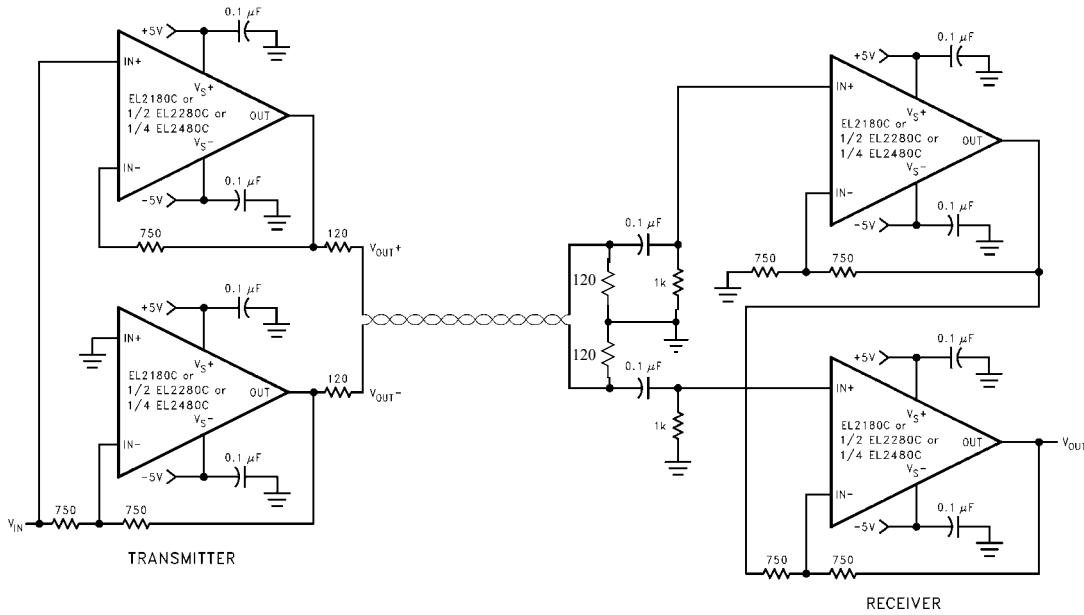 +5V
0.1 μF
IN+
VS+
EL2180C or
1/2 EL2280C or
1/4 EL2480C
OUT
VS-
IN-
-5V
0.1 μF
750
120
VOUT+
+5V
0.1 μF
IN+
VS+
EL2180C or
1/2 EL2280C or
1/4 EL2480C
OUT
VS-
IN-
-5V
0.1 μF
120
VOUT-
VIN
750
750
TRANSMITTER
0.1 μF
120
1k
120
0.1 μF
1k
+5V
0.1 μF
IN+
VS+
EL2180C or
1/2 EL2280C or
1/4 EL2480C
OUT
VS-
IN-
-5V
0.1 μF
750
750
+5V
0.1 μF
IN+
VS+
EL2180C or
1/2 EL2280C or
1/4 EL2480C
OUT
VS-
IN-
-5V
0.1 μF
VOUT
750
750
RECEIVER